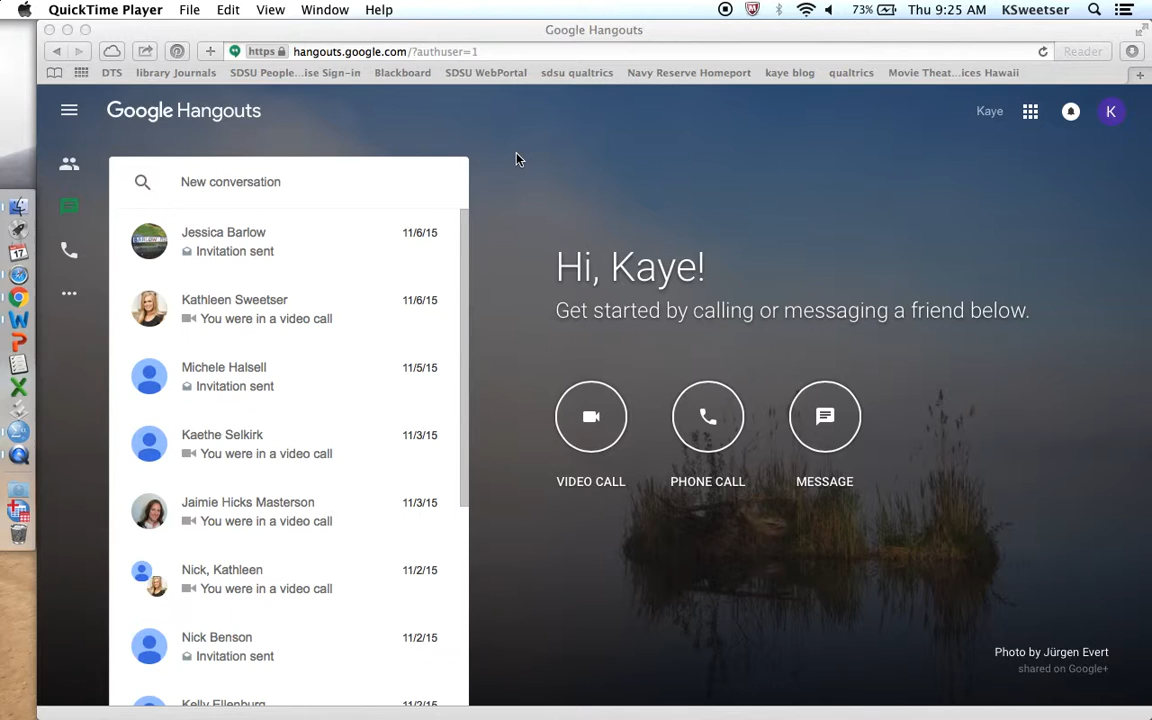 QuickTime Player File Edit View Window Help 73% Thu 9:25 AM KSweetser
Google Hangouts
https hangouts.google.com/?authuser=1 Reader
DTS library Journals SDSU People...ise Sign-in Blackboard SDSU WebPortal sdsu qualtrics Navy Reserve Homeport kaye blog qualtrics Movie Theat...ices Hawaii
Google Hangouts
Kaye
K
New conversation
Jessica Barlow 11/6/15
Invitation sent
Kathleen Sweetser 11/6/15
You were in a video call
Michele Halsell 11/5/15
Invitation sent
Kaethe Selkirk 11/3/15
You were in a video call
Jaimie Hicks Masterson 11/3/15
You were in a video call
Nick, Kathleen 11/2/15
You were in a video call
Nick Benson 11/2/15
Invitation sent
Kelly Ellenburg 11/2/15
Hi, Kaye!
Get started by calling or messaging a friend below.
VIDEO CALL PHONE CALL MESSAGE
Photo by Jürgen Evert
shared on Google+
17